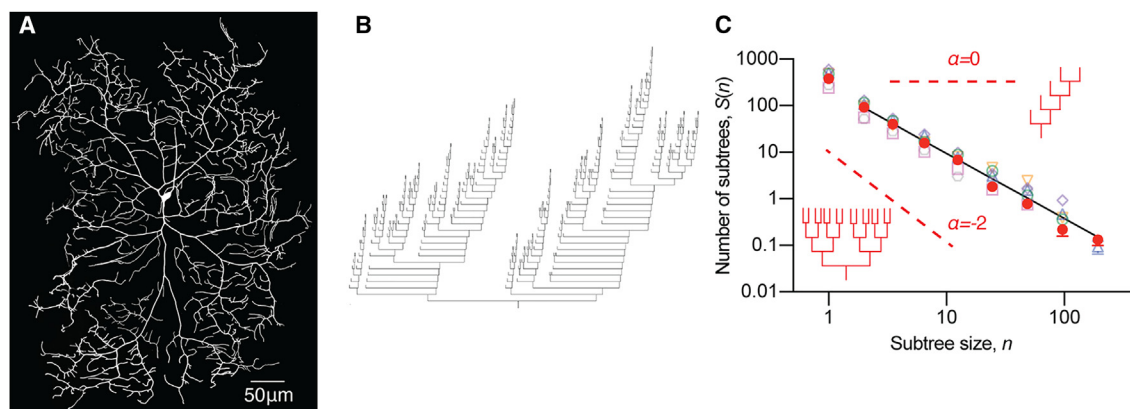 A
50µm
B
C
Number of subtrees, S(n)
1000
100
10
1
0.1
0.01
α=0
α=-2
1
10
100
Subtree size, n